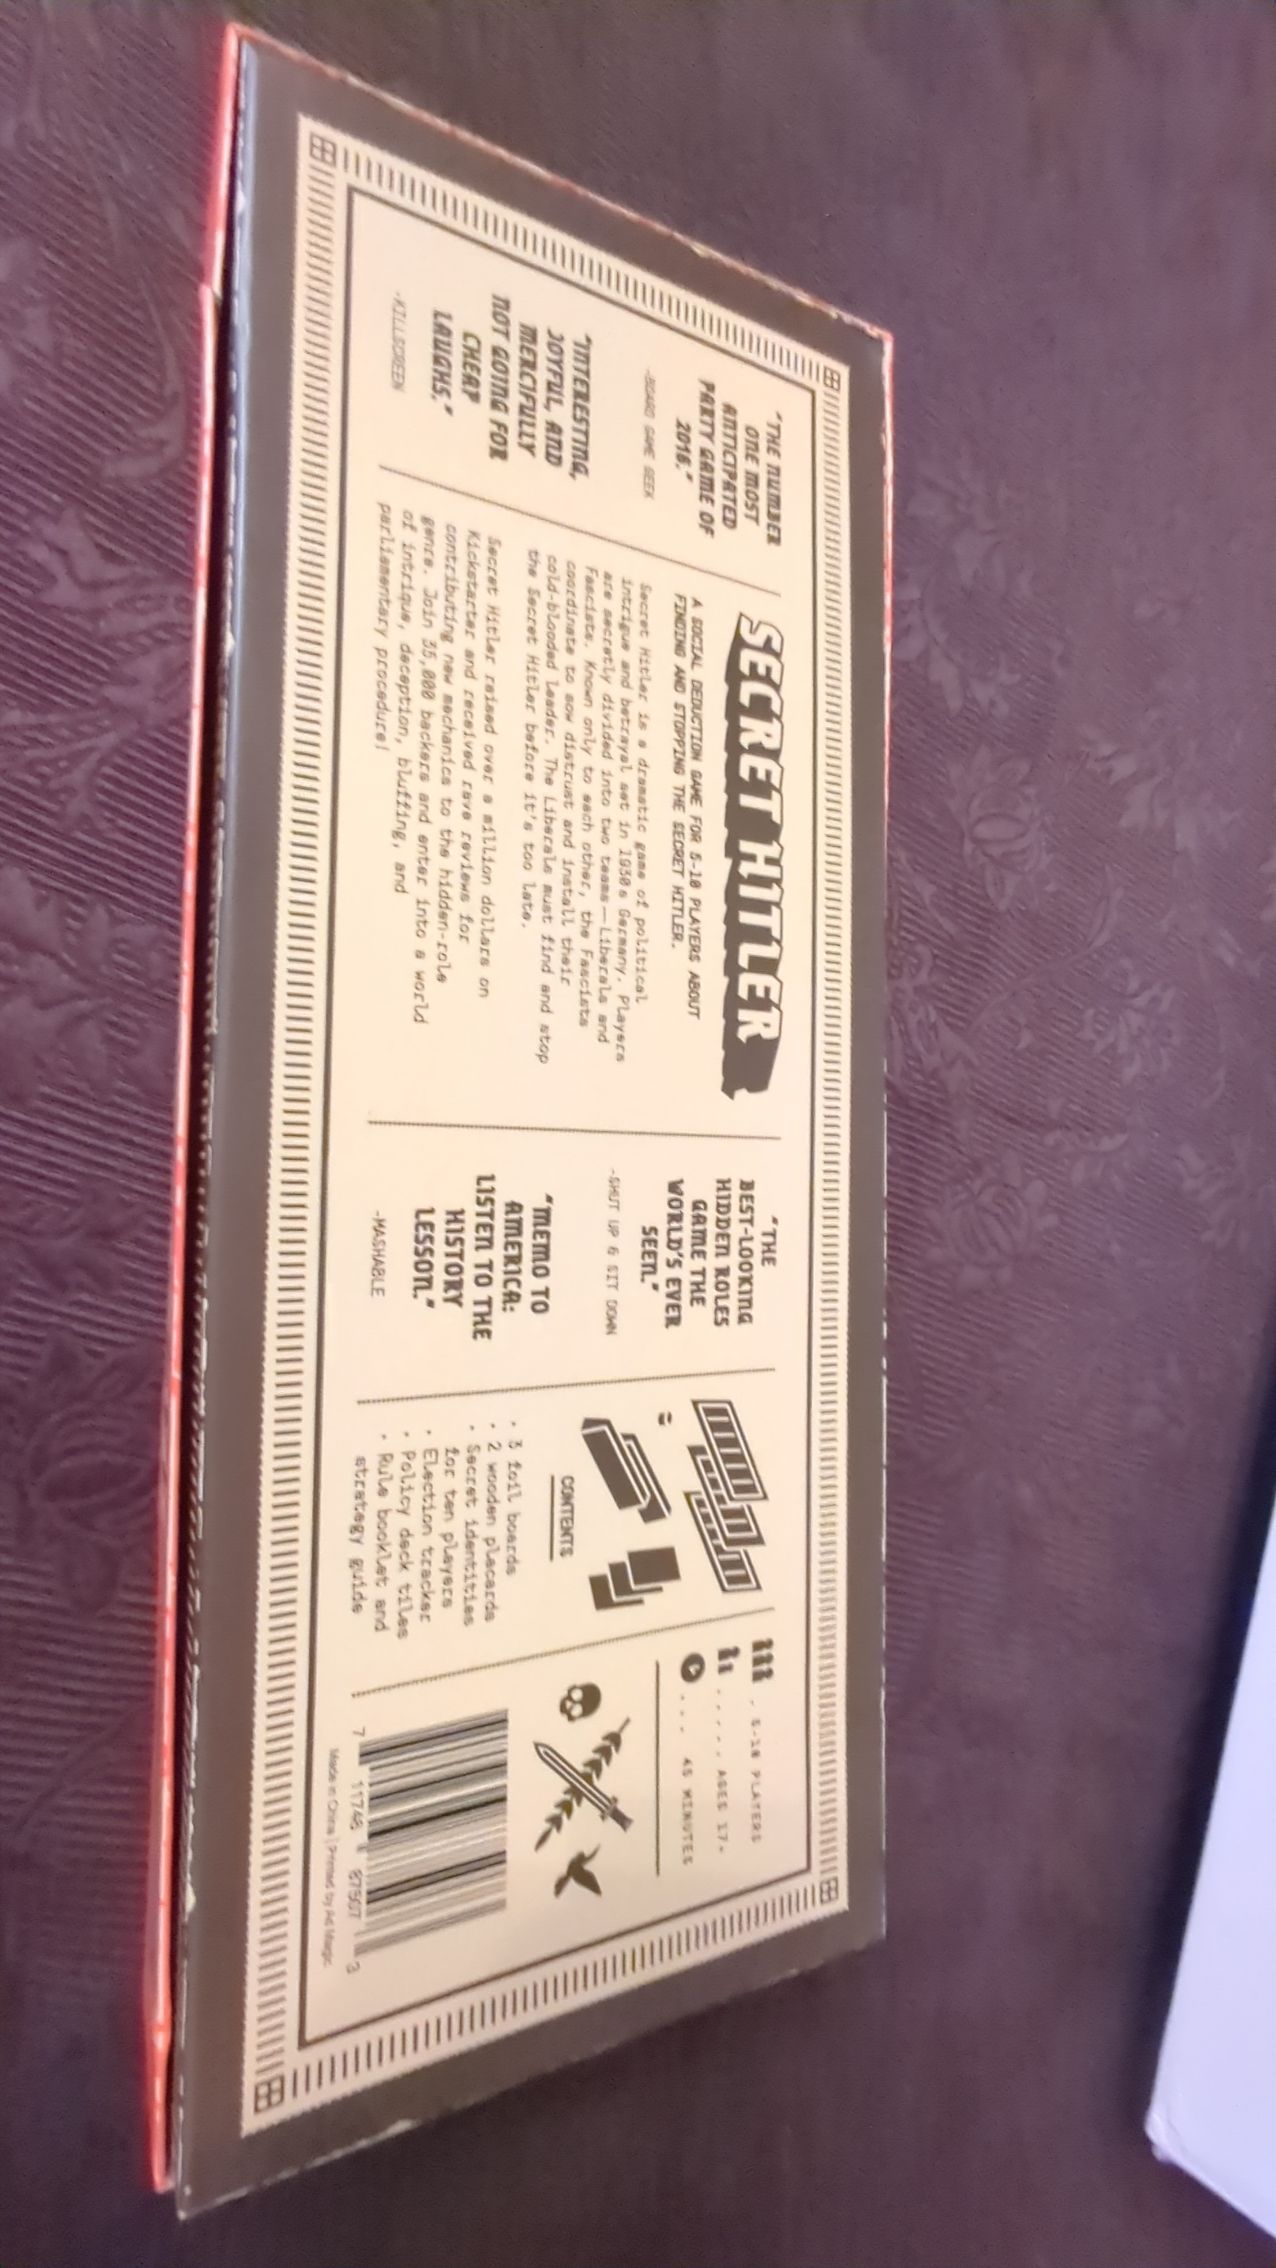 "THE NUMBER
ONE MOST
ANTICIPATED
PARTY GAME OF
2016."
-BOARD GAME GEEK
"INTERESTING,
JOYFUL, AND
MERCIFULLY
NOT GOING FOR
CHEAP
LAUGHS."
-KILLSCREEN
SECRET HITLER
A SOCIAL DEDUCTION GAME FOR 5-10 PLAYERS ABOUT
FINDING AND STOPPING THE SECRET HITLER.
Secret Hitler is a dramatic game of political
intrigue and betrayal set in 1930s Germany. Players
are secretly divided into two teams—Liberals and
Fascists. Known only to each other, the Fascists
coordinate to sow distrust and install their
cold-blooded leader. The Liberals must find and stop
the Secret Hitler before it's too late.
Secret Hitler raised over a million dollars on
Kickstarter and received rave reviews for
contributing new mechanics to the hidden-role
genre. Join 35,000 backers and enter into a world
of intrigue, deception, bluffing, and
parliamentary procedure!
"THE
BEST-LOOKING
HIDDEN ROLES
GAME THE
WORLD'S EVER
SEEN."
-SHUT UP & SIT DOWN
"MEMO TO
AMERICA:
LISTEN TO THE
HISTORY
LESSON."
-MASHABLE
CONTENTS
· 3 foil boards
· 2 wooden placards
· Secret identities
for ten players
· Election tracker
· Policy deck tiles
· Rule booklet and
strategy guide
. 5-10 PLAYERS
...... AGES 17+
... 45 MINUTES
7 11746 87507 3
Made in China | Printed by Ad Magic